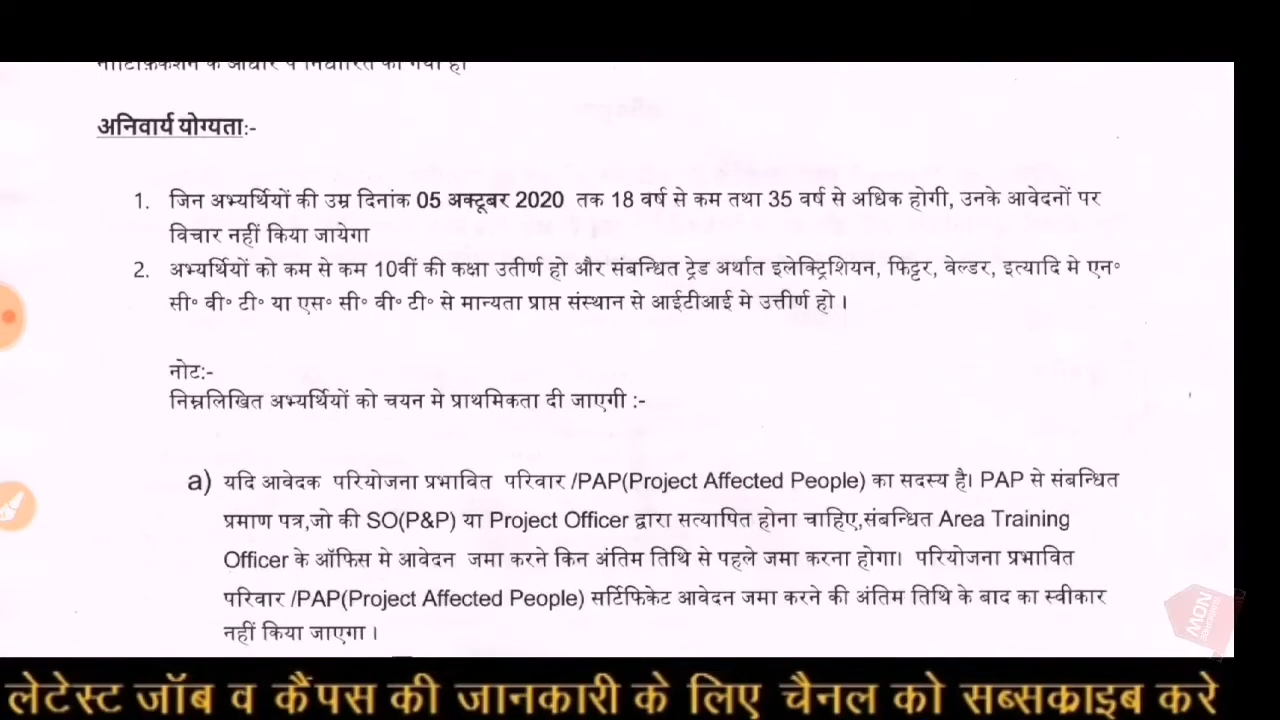 नोटिफ़िकेशन के आधार पे निर्धारित की गयी है।
अनिवार्य योग्यता:-
1. जिन अभ्यर्थियों की उम्र दिनांक 05 अक्टूबर 2020 तक 18 वर्ष से कम तथा 35 वर्ष से अधिक होगी, उनके आवेदनों पर
विचार नहीं किया जायेगा
2. अभ्यर्थियों को कम से कम 10वीं की कक्षा उतीर्ण हो और संबन्धित ट्रेड अर्थात इलेक्ट्रिशियन, फिट्टर, वेल्डर, इत्यादि मे एन॰
सी॰ वी॰ टी॰ या एस॰ सी॰ वी॰ टी॰ से मान्यता प्राप्त संस्थान से आईटीआई मे उत्तीर्ण हो ।
नोट:-
निम्नलिखित अभ्यर्थियों को चयन मे प्राथमिकता दी जाएगी :-
a) यदि आवेदक परियोजना प्रभावित परिवार /PAP(Project Affected People) का सदस्य है। PAP से संबन्धित
प्रमाण पत्र,जो की SO(P&P) या Project Officer द्वारा सत्यापित होना चाहिए,संबन्धित Area Training
Officer के ऑफिस मे आवेदन जमा करने किन अंतिम तिथि से पहले जमा करना होगा। परियोजना प्रभावित
परिवार /PAP(Project Affected People) सर्टिफिकेट आवेदन जमा करने की अंतिम तिथि के बाद का स्वीकार
नहीं किया जाएगा ।
लेटेस्ट जॉब व कैंपस की जानकारी के लिए चैनल को सब्सक्राइब करे